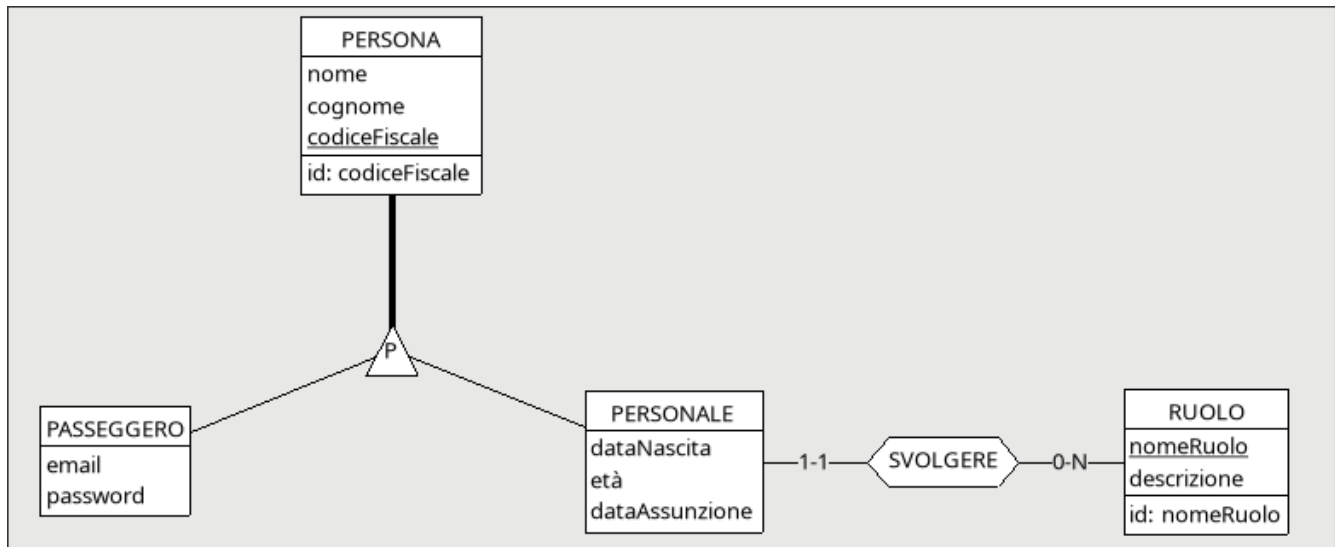 PERSONA
nome
cognome
codiceFiscale
id: codiceFiscale
P
PASSEGGERO
email
password
PERSONALE
dataNascita
età
dataAssunzione
1-1
SVOLGERE
0-N
RUOLO
nomeRuolo
descrizione
id: nomeRuolo